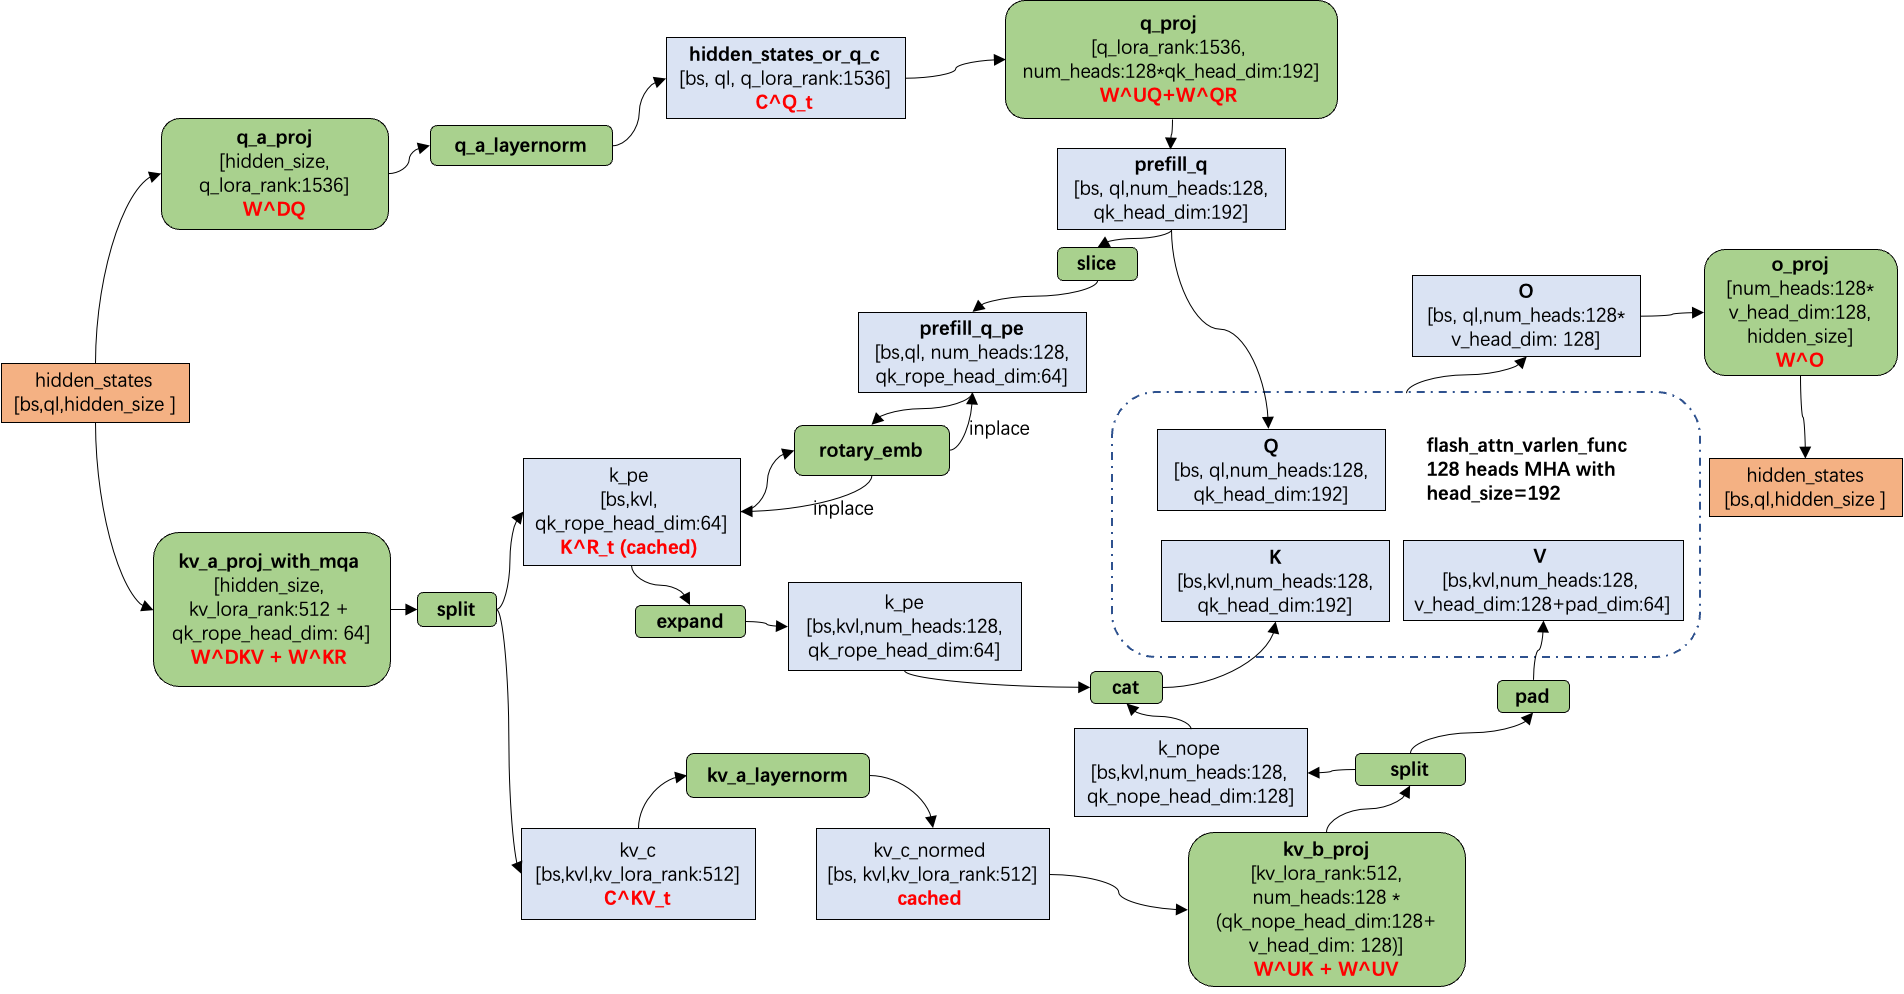 q_proj
[q_lora_rank:1536,
num_heads:128*qk_head_dim:192]
W^UQ+W^QR
hidden_states_or_q_c
[bs, ql, q_lora_rank:1536]
C^Q_t
q_a_proj
[hidden_size,
q_lora_rank:1536]
W^DQ
q_a_layernorm
prefill_q
[bs, ql,num_heads:128,
qk_head_dim:192]
slice
prefill_q_pe
[bs,ql, num_heads:128,
qk_rope_head_dim:64]
O
[bs, ql,num_heads:128*
v_head_dim: 128]
o_proj
[num_heads:128*
v_head_dim:128,
hidden_size]
W^O
hidden_states
[bs,ql,hidden_size ]
rotary_emb
inplace
inplace
k_pe
[bs,kvl,
qk_rope_head_dim:64]
K^R_t (cached)
Q
[bs, ql,num_heads:128,
qk_head_dim:192]
flash_attn_varlen_func
128 heads MHA with
head_size=192
hidden_states
[bs,ql,hidden_size ]
kv_a_proj_with_mqa
[hidden_size,
kv_lora_rank:512 +
qk_rope_head_dim: 64]
W^DKV + W^KR
split
expand
k_pe
[bs,kvl,num_heads:128,
qk_rope_head_dim:64]
K
[bs,kvl,num_heads:128,
qk_head_dim:192]
V
[bs,kvl,num_heads:128,
v_head_dim:128+pad_dim:64]
cat
pad
k_nope
[bs,kvl,num_heads:128,
qk_nope_head_dim:128]
split
kv_a_layernorm
kv_c
[bs,kvl,kv_lora_rank:512]
C^KV_t
kv_c_normed
[bs, kvl,kv_lora_rank:512]
cached
kv_b_proj
[kv_lora_rank:512,
num_heads:128 *
(qk_nope_head_dim:128+
v_head_dim: 128)]
W^UK + W^UV